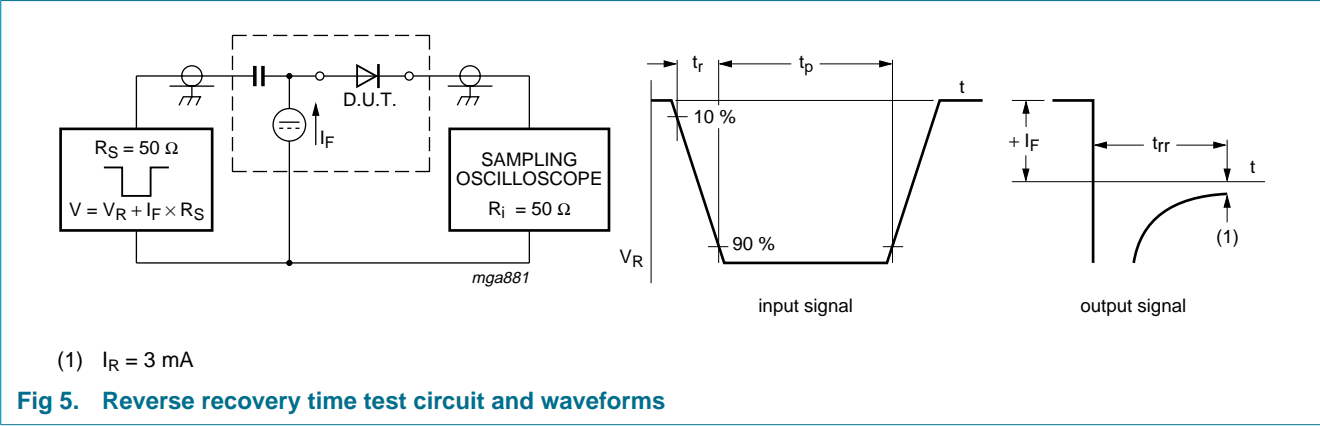 D.U.T.
I_F
R_S = 50 Ω
V = V_R + I_F × R_S
SAMPLING
OSCILLOSCOPE
R_i = 50 Ω
mga881
t_r
t_p
t
10 %
90 %
V_R
input signal
+ I_F
t_rr
t
(1)
output signal
(1) I_R = 3 mA
Fig 5. Reverse recovery time test circuit and waveforms